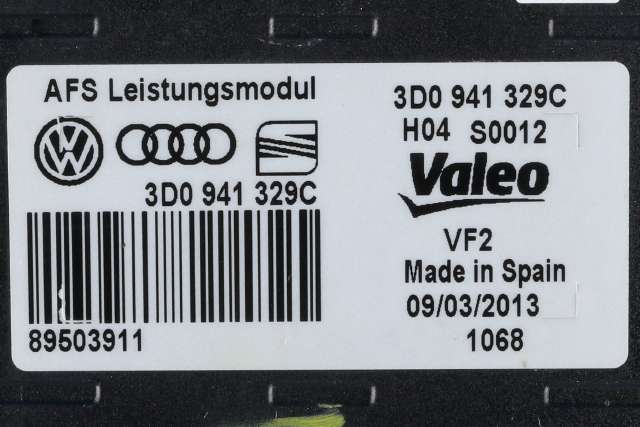 AFS Leistungsmodul
3D0 941 329C
89503911
3D0 941 329C
H04 S0012
Valeo
VF2
Made in Spain
09/03/2013
1068